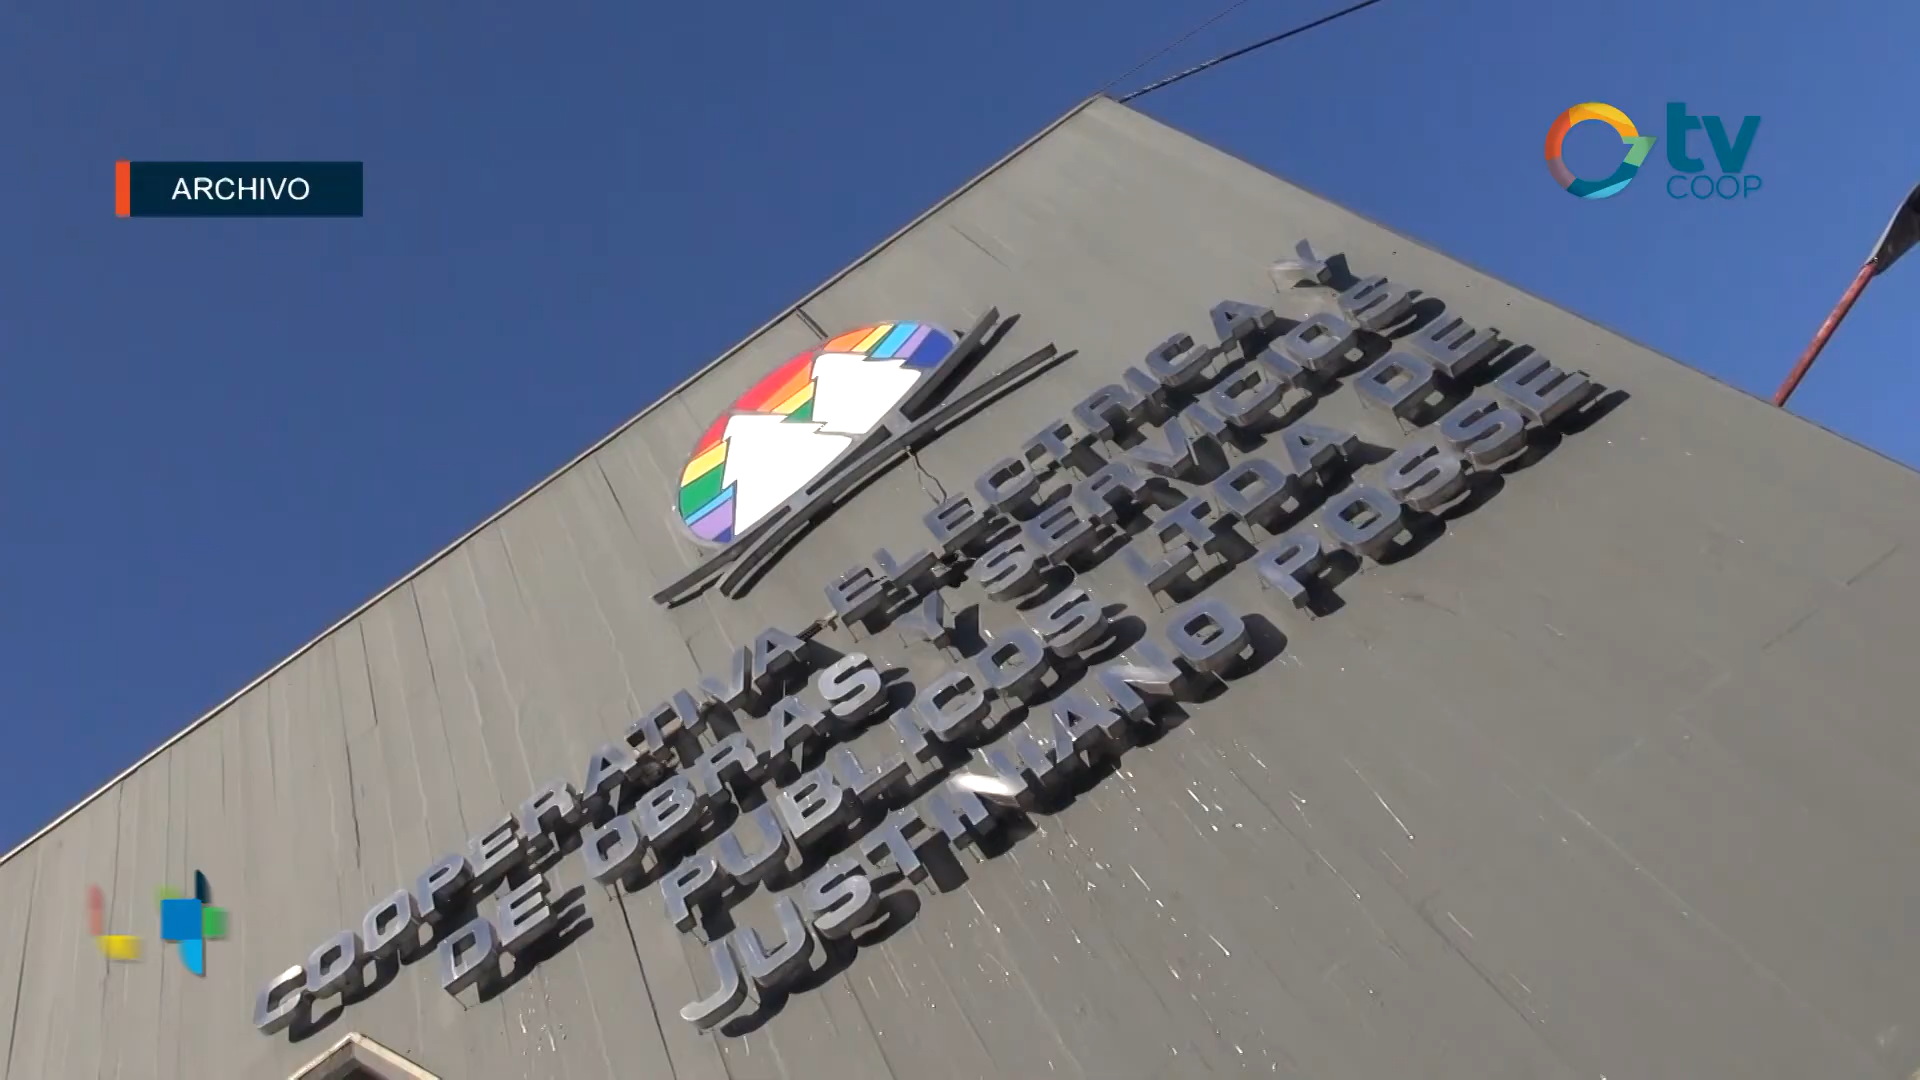 ARCHIVO
tv
COOP
COOPERATIVA ELECTRICA Y
DE OBRAS Y SERVICIOS
PUBLICOS LTDA DE
JUSTINIANO POSSE